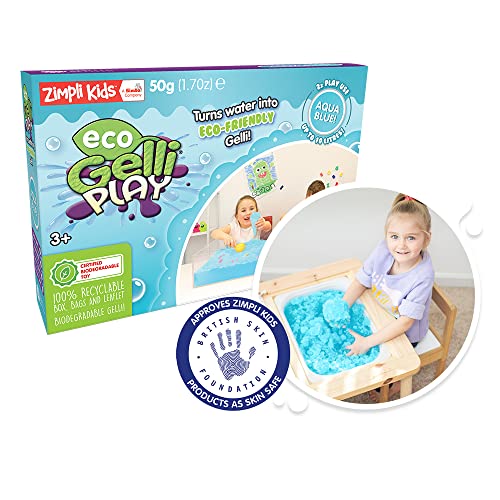 Zimpli Kids
A Simba
Company
50g (1.70z) ℮
Turns water into
ECO-FRIENDLY
Gelli!
2x PLAY USE
AQUA
BLUE!
UP TO 10 LITRES!
eco
Gelli
PLAY
3+
CERTIFIED
BIODEGRADABLE
TOY
100% RECYCLABLE
BOX, BAGS AND LEAFLET
BIODEGRADABLE GELLI!
APPROVES ZIMPLI KIDS
BRITISH SKIN
FOUNDATION
PRODUCTS AS SKIN SAFE